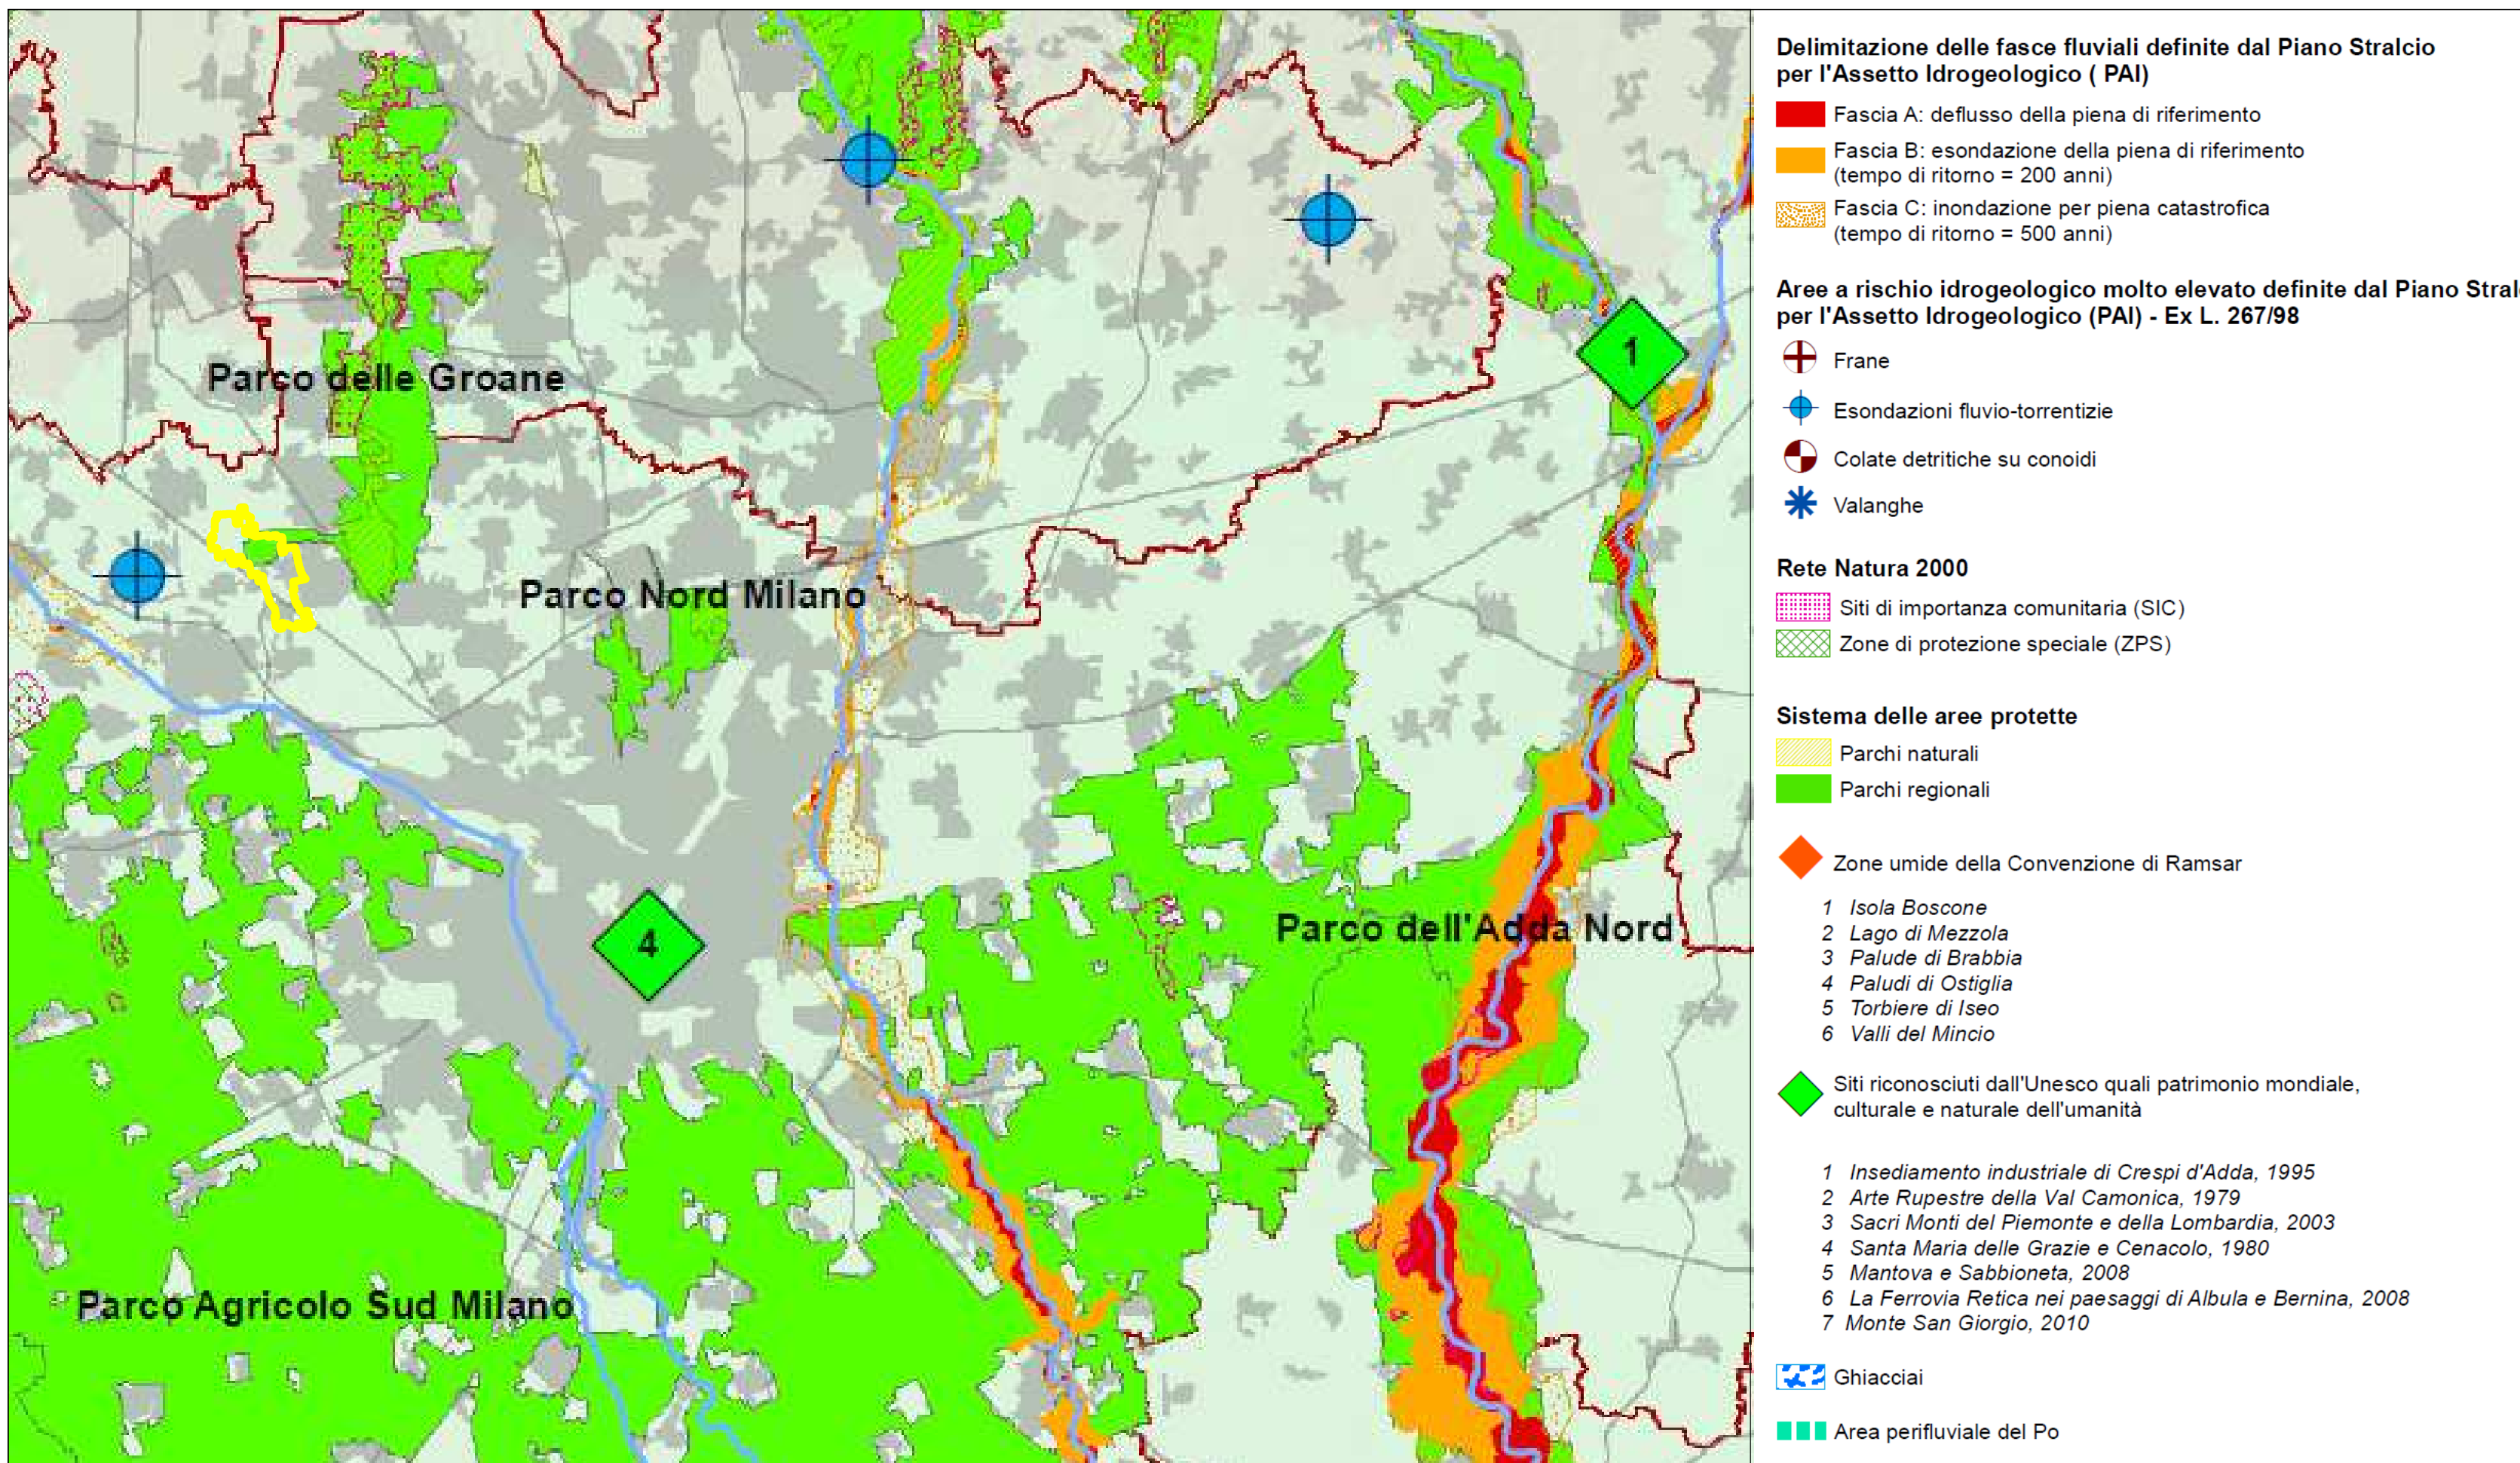 Parco delle Groane
Parco Nord Milano
Parco dell'Adda Nord
Parco Agricolo Sud Milano
1
4
Delimitazione delle fasce fluviali definite dal Piano Stralcio
per l'Assetto Idrogeologico ( PAI)
Fascia A: deflusso della piena di riferimento
Fascia B: esondazione della piena di riferimento
(tempo di ritorno = 200 anni)
Fascia C: inondazione per piena catastrofica
(tempo di ritorno = 500 anni)
Aree a rischio idrogeologico molto elevato definite dal Piano Stral
per l'Assetto Idrogeologico (PAI) - Ex L. 267/98
Frane
Esondazioni fluvio-torrentizie
Colate detritiche su conoidi
Valanghe
Rete Natura 2000
Siti di importanza comunitaria (SIC)
Zone di protezione speciale (ZPS)
Sistema delle aree protette
Parchi naturali
Parchi regionali
Zone umide della Convenzione di Ramsar
1 Isola Boscone
2 Lago di Mezzola
3 Palude di Brabbia
4 Paludi di Ostiglia
5 Torbiere di Iseo
6 Valli del Mincio
Siti riconosciuti dall'Unesco quali patrimonio mondiale,
culturale e naturale dell'umanità
1 Insediamento industriale di Crespi d'Adda, 1995
2 Arte Rupestre della Val Camonica, 1979
3 Sacri Monti del Piemonte e della Lombardia, 2003
4 Santa Maria delle Grazie e Cenacolo, 1980
5 Mantova e Sabbioneta, 2008
6 La Ferrovia Retica nei paesaggi di Albula e Bernina, 2008
7 Monte San Giorgio, 2010
Ghiacciai
Area perifluviale del Po